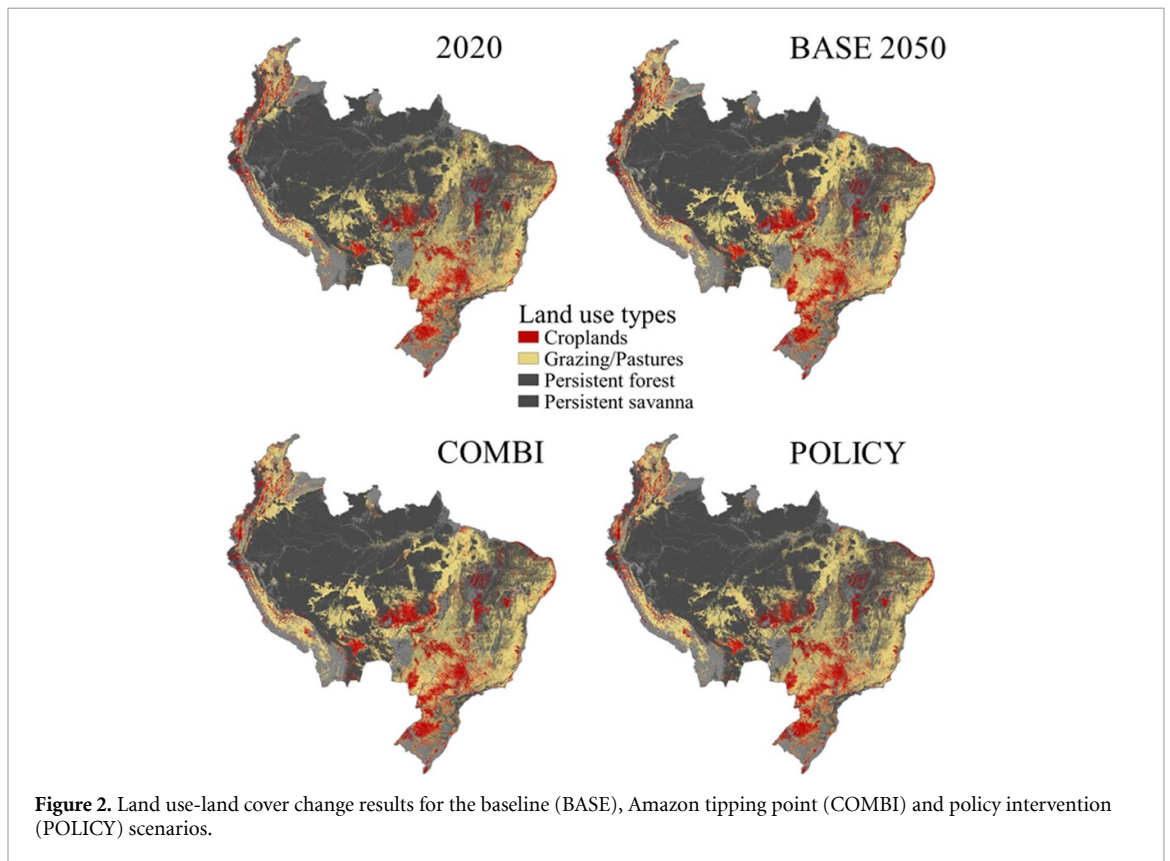 2020
BASE 2050
Land use types
Croplands
Grazing/Pastures
Persistent forest
Persistent savanna
COMBI
POLICY
Figure 2. Land use-land cover change results for the baseline (BASE), Amazon tipping point (COMBI) and policy intervention
(POLICY) scenarios.